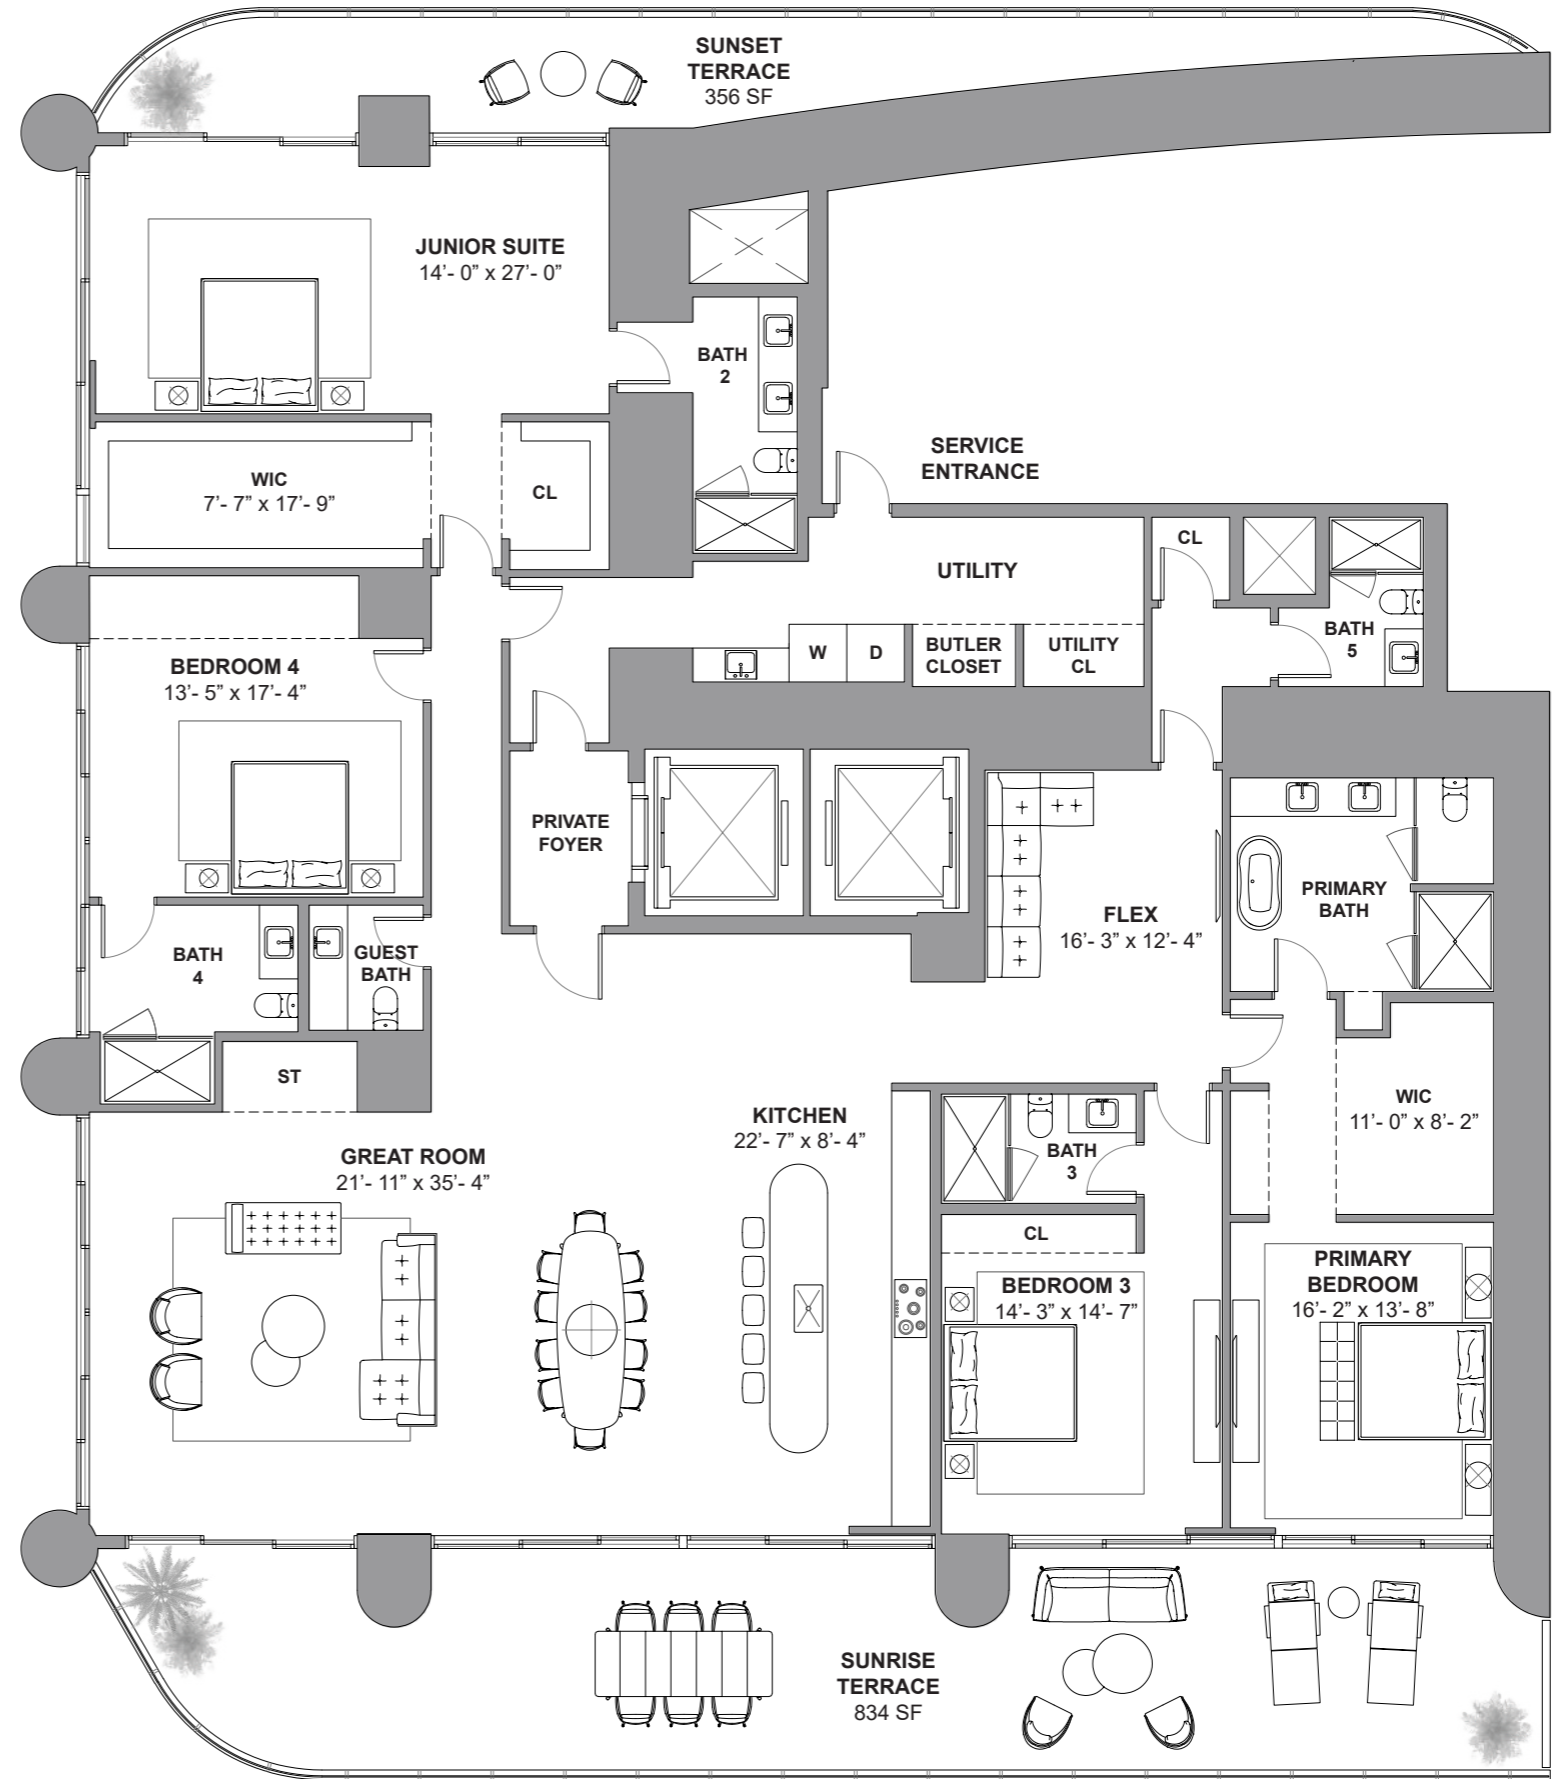 SUNSET
TERRACE
356 SF
JUNIOR SUITE
14’- 0” x 27’- 0”
BATH
2
SERVICE
ENTRANCE
WIC
7’- 7” x 17’- 9”
CL
CL
UTILITY
BATH
5
W
D
BUTLER
CLOSET
UTILITY
CL
BEDROOM 4
13’- 5” x 17’- 4”
PRIVATE
FOYER
PRIMARY
BATH
FLEX
16’- 3” x 12’- 4”
BATH
4
GUEST
BATH
ST
WIC
11’- 0” x 8’- 2”
KITCHEN
22’- 7” x 8’- 4”
BATH
3
GREAT ROOM
21’- 11” x 35’- 4”
CL
BEDROOM 3
14’- 3” x 14’- 7”
PRIMARY
BEDROOM
16’- 2” x 13’- 8”
SUNRISE
TERRACE
834 SF